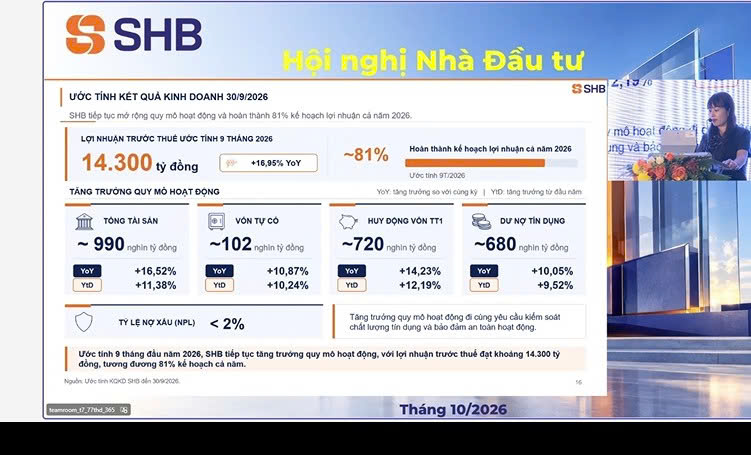 SHB
Hội nghị Nhà Đầu tư
SHB
ƯỚC TÍNH KẾT QUẢ KINH DOANH 30/9/2026
SHB tiếp tục mở rộng quy mô hoạt động và hoàn thành 81% kế hoạch lợi nhuận cả năm 2026.
LỢI NHUẬN TRƯỚC THUẾ ƯỚC TÍNH 9 THÁNG 2026
14.300 tỷ đồng
+16,95% YoY
~81%
Hoàn thành kế hoạch lợi nhuận cả năm 2026
Ước tính 9T/2026
TĂNG TRƯỞNG QUY MÔ HOẠT ĐỘNG
YoY: tăng trưởng so với cùng kỳ | YtD: tăng trưởng từ đầu năm
TỔNG TÀI SẢN
~ 990 nghìn tỷ đồng
YoY +16,52%
YtD +11,38%
VỐN TỰ CÓ
~102 nghìn tỷ đồng
YoY +10,87%
YtD +10,24%
HUY ĐỘNG VỐN TT1
~720 nghìn tỷ đồng
YoY +14,23%
YtD +12,19%
DƯ NỢ TÍN DỤNG
~680 nghìn tỷ đồng
YoY +10,05%
YtD +9,52%
TỶ LỆ NỢ XẤU (NPL) < 2%
Tăng trưởng quy mô hoạt động đi cùng yêu cầu kiểm soát
chất lượng tín dụng và bảo đảm an toàn hoạt động.
Ước tính 9 tháng đầu năm 2026, SHB tiếp tục tăng trưởng quy mô hoạt động, với lợi nhuận trước thuế đạt khoảng 14.300 tỷ
đồng, tương đương 81% kế hoạch cả năm.
Nguồn: Ước tính KQKD SHB đến 30/9/2026.
16
2,19%
mô hoạt động đi c
ụng và bảo
teamroom_t7_77thd_365
Tháng 10/2026